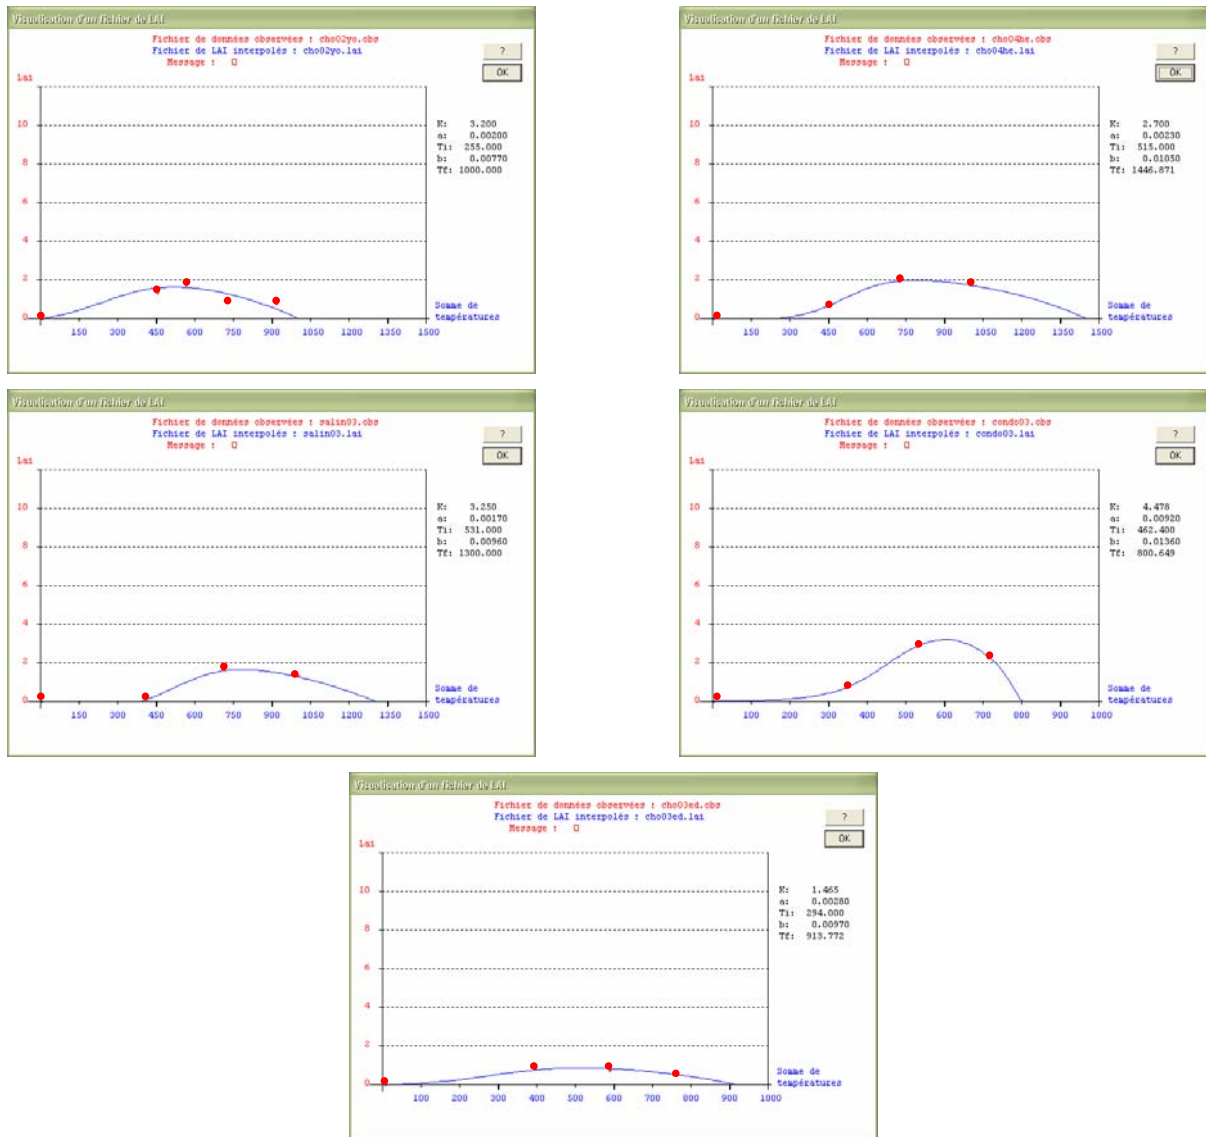 Visualisation d'un fichier de LAI
Fichier de données observées : cho02yo.obs
Fichier de LAI interpolés : cho02yo.lai
Message :
?
OK
lai
10
8
6
4
2
0
150 300 450 600 750 900 1050 1200 1350 1500
Somme de
températures
K: 3.200
a: 0.00200
Ti: 255.000
b: 0.00770
Tf: 1000.000
Visualisation d'un fichier de LAI
Fichier de données observées : cho04he.obs
Fichier de LAI interpolés : cho04he.lai
Message :
?
OK
lai
10
8
6
4
2
0
150 300 450 600 750 900 1050 1200 1350 1500
Somme de
températures
K: 2.700
a: 0.00230
Ti: 515.000
b: 0.01050
Tf: 1446.871
Visualisation d'un fichier de LAI
Fichier de données observées : salin03.obs
Fichier de LAI interpolés : salin03.lai
Message :
?
OK
lai
10
8
6
4
2
0
150 300 450 600 750 900 1050 1200 1350 1500
Somme de
températures
K: 3.250
a: 0.00170
Ti: 531.000
b: 0.00960
Tf: 1300.000
Visualisation d'un fichier de LAI
Fichier de données observées : condo03.obs
Fichier de LAI interpolés : condo03.lai
Message :
?
OK
lai
10
8
6
4
2
0
100 200 300 400 500 600 700 800 900 1000
Somme de
températures
K: 4.478
a: 0.00920
Ti: 462.400
b: 0.01360
Tf: 800.649
Visualisation d'un fichier de LAI
Fichier de données observées : cho03ed.obs
Fichier de LAI interpolés : cho03ed.lai
Message :
?
OK
lai
10
8
6
4
2
0
100 200 300 400 500 600 700 800 900 1000
Somme de
températures
K: 1.465
a: 0.00280
Ti: 294.000
b: 0.00970
Tf: 913.772